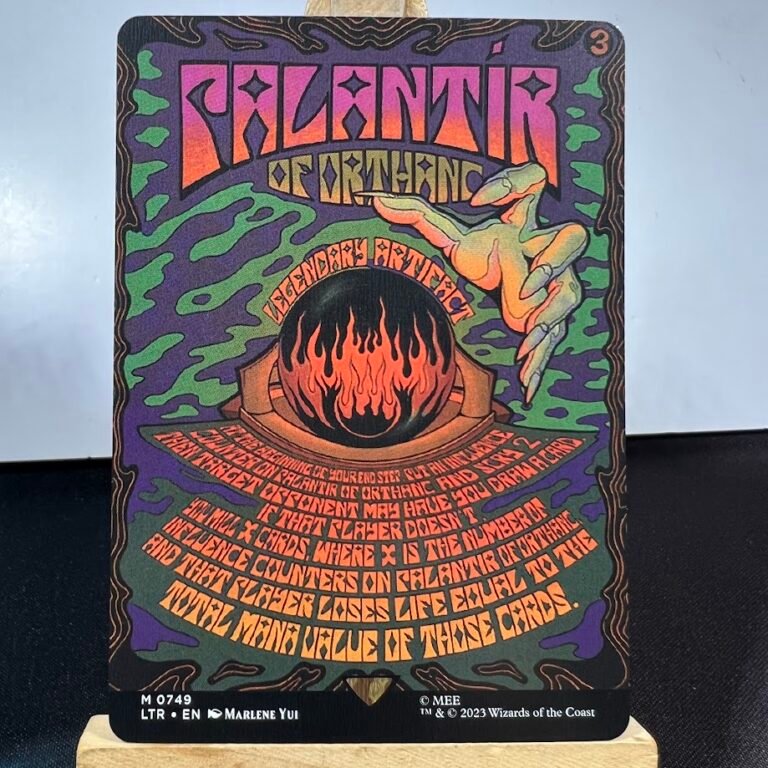 3
PALANTÍR
OF ORTHANC
LEGENDARY ARTIFACT
AT THE BEGINNING OF YOUR END STEP, PUT AN INFLUENCE
COUNTER ON PALANTIR OF ORTHANC AND SCRY 2.
THEN TARGET OPPONENT MAY HAVE YOU DRAW A CARD.
IF THAT PLAYER DOESN'T,
YOU MILL X CARDS, WHERE X IS THE NUMBER OF
INFLUENCE COUNTERS ON PALANTIR OF ORTHANC,
AND THAT PLAYER LOSES LIFE EQUAL TO THE
TOTAL MANA VALUE OF THOSE CARDS.
M 0749
LTR • EN MARLENE YUI
© MEE
™ & © 2023 Wizards of the Coast